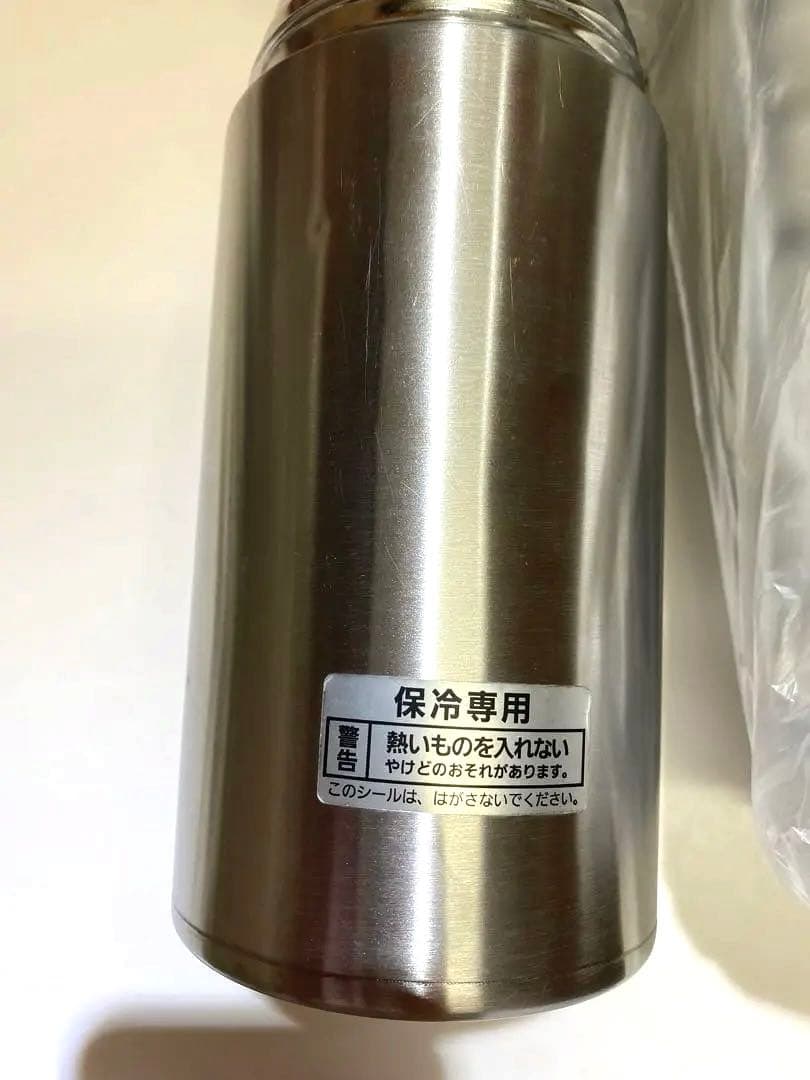 保冷専用
警告
熱いものを入れない
やけどのおそれがあります。
このシールは、はがさないでください。